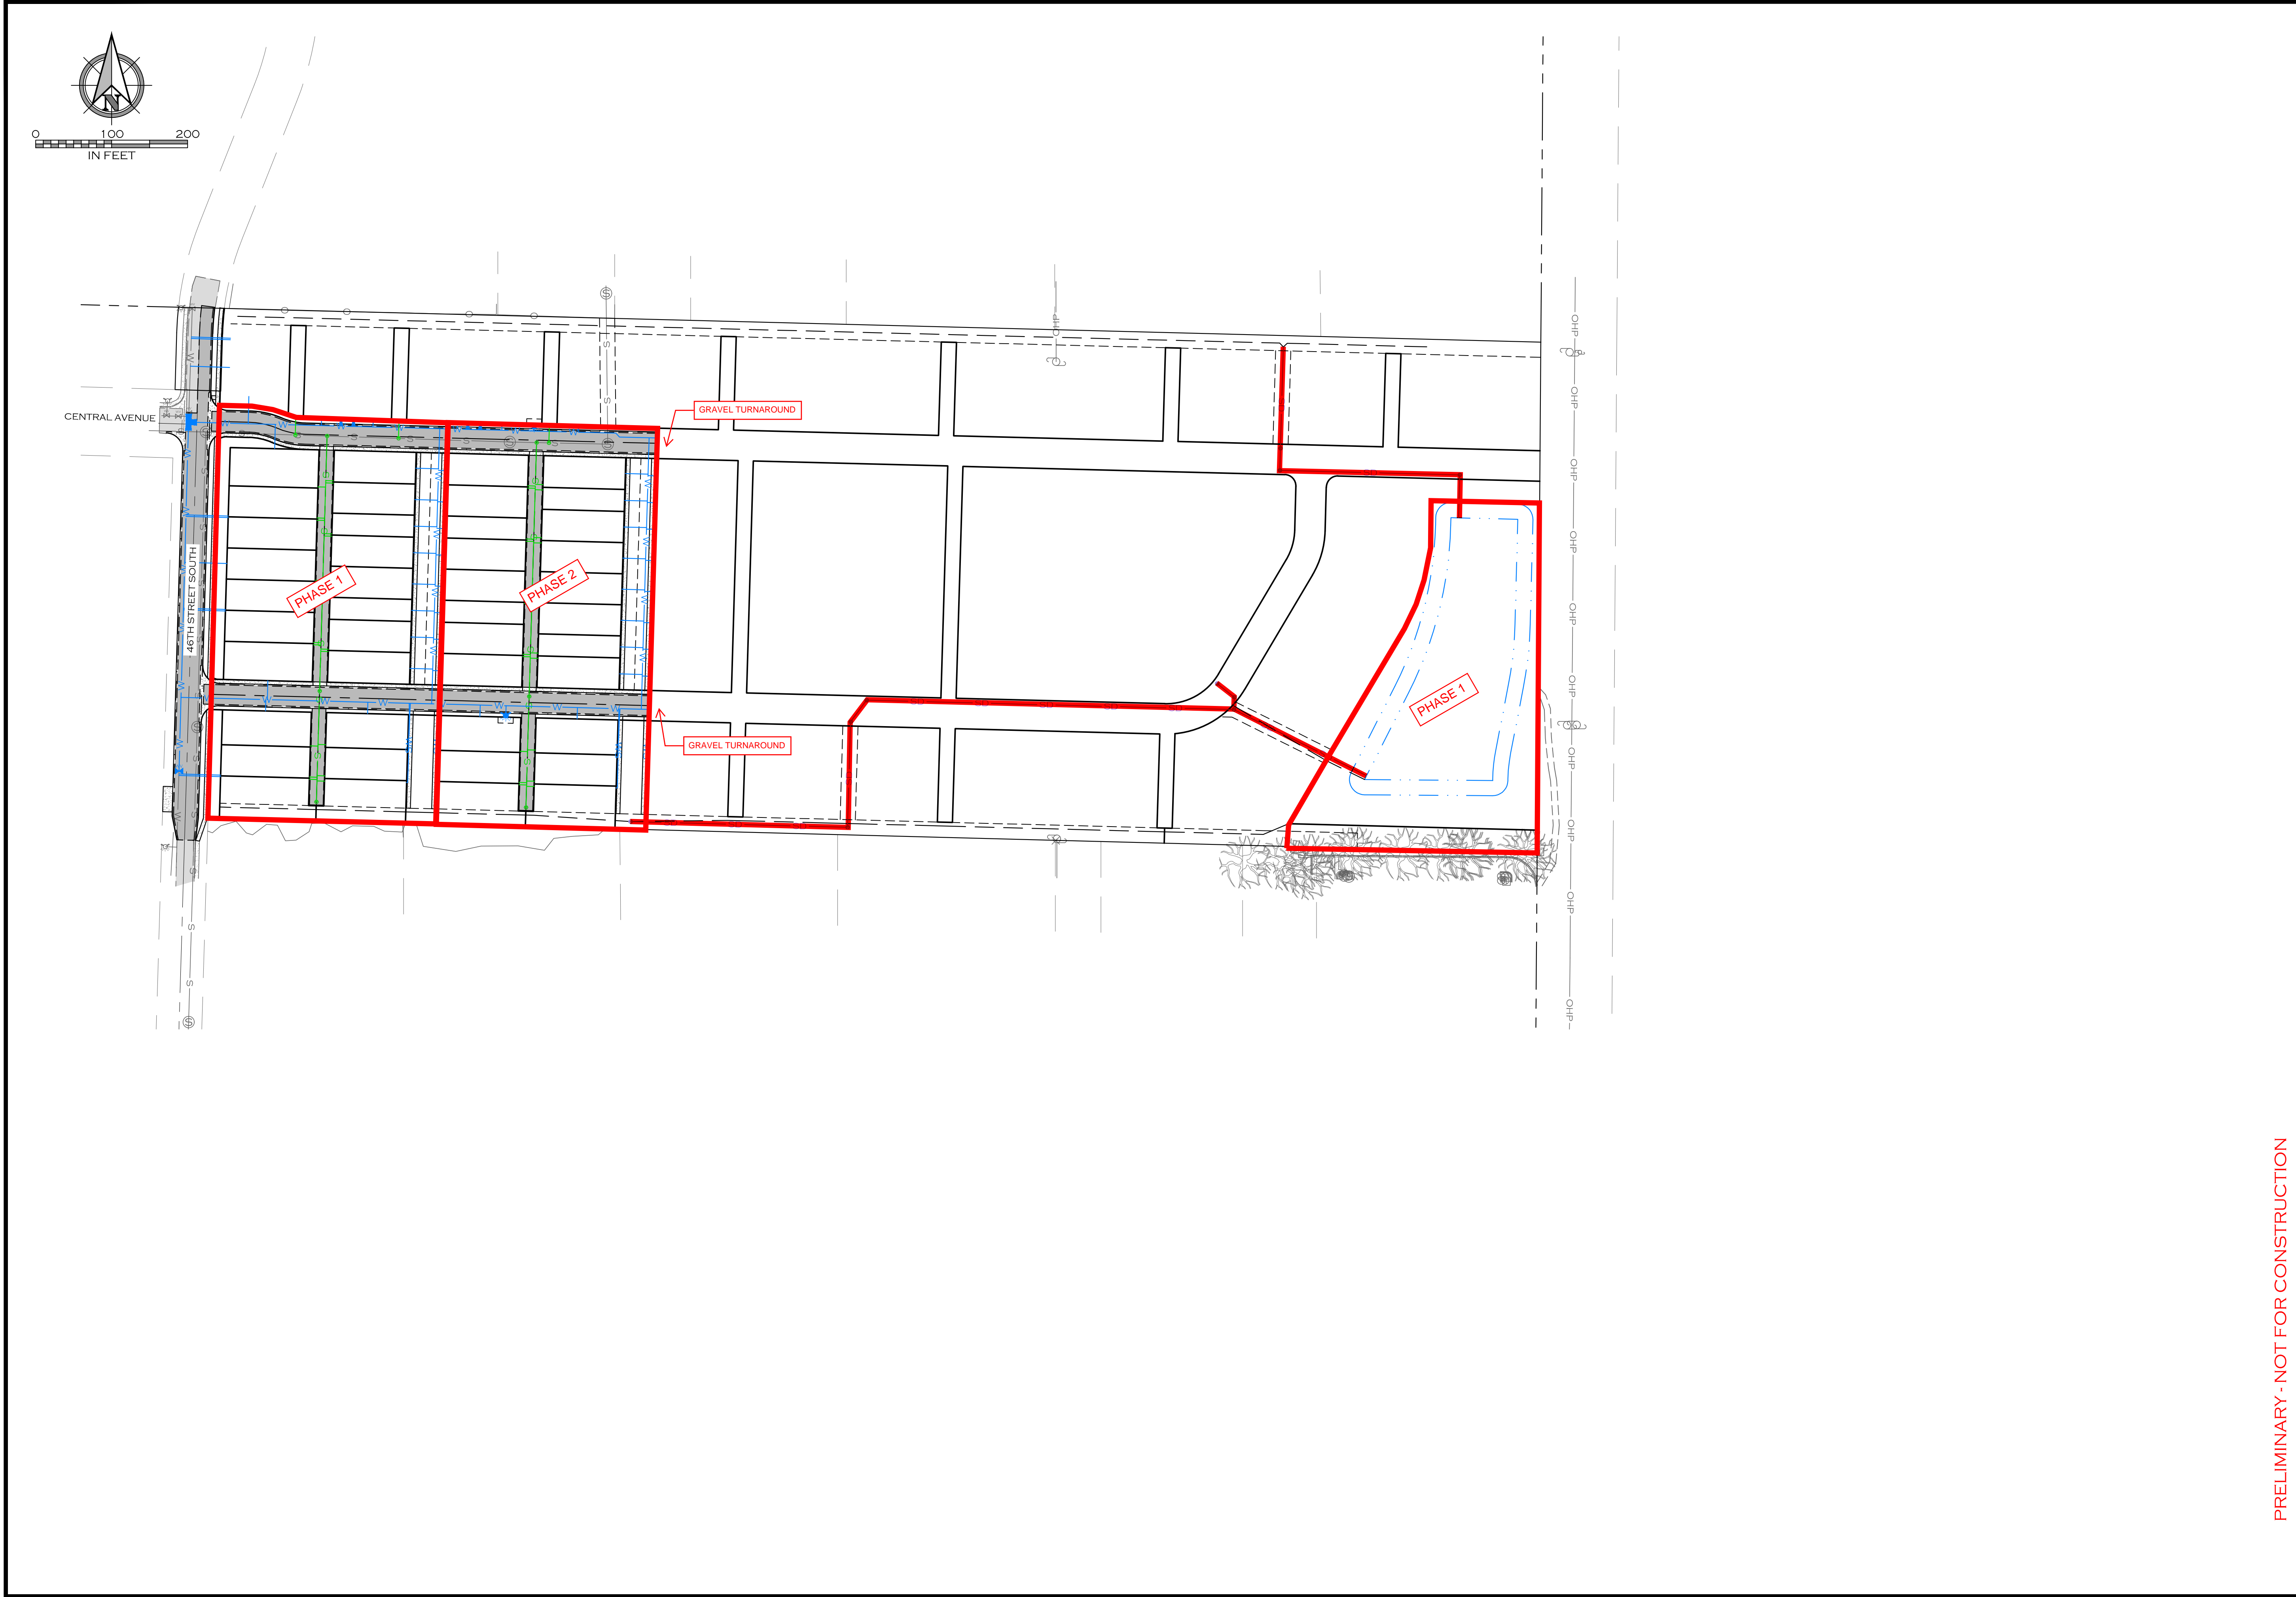 N
0 100 200
IN FEET
CENTRAL AVENUE
46TH STREET SOUTH
GRAVEL TURNAROUND
PHASE 1
PHASE 2
PHASE 1
GRAVEL TURNAROUND
OHP
OHP
OHP
OHP
OHP
OHP
OHP
OHP
OHP
OHP
OHP
OHP
PRELIMINARY - NOT FOR CONSTRUCTION